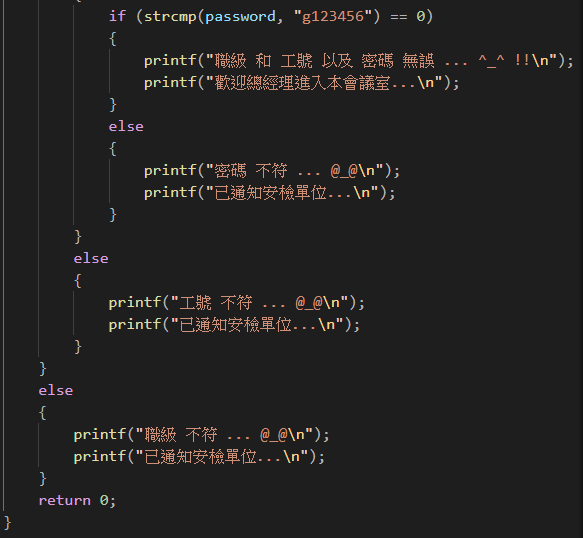 {
if (strcmp(password, "g123456") == 0)
{
printf("職級 和 工號 以及 密碼 無誤 ... ^_^ !!\n");
printf("歡迎總經理進入本會議室...\n");
}
else
{
printf("密碼 不符 ... @_@\n");
printf("已通知安檢單位...\n");
}
}
else
{
printf("工號 不符 ... @_@\n");
printf("已通知安檢單位...\n");
}
}
else
{
printf("職級 不符 ... @_@\n");
printf("已通知安檢單位...\n");
}
return 0;
}